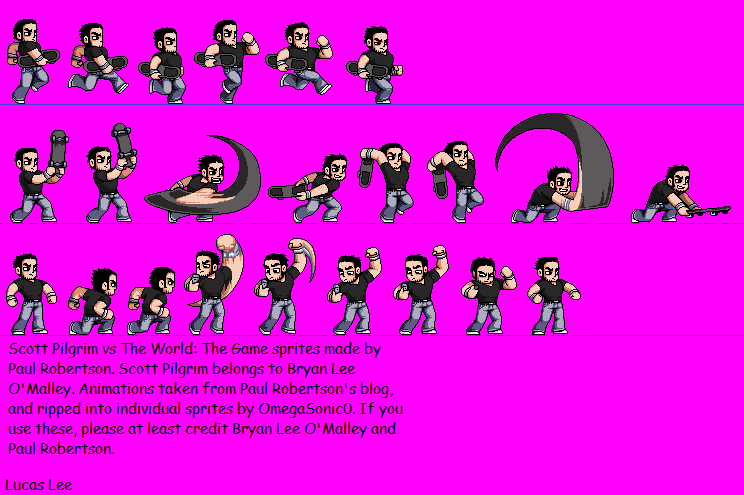 Scott Pilgrim vs The World: The Game sprites made by
Paul Robertson. Scott Pilgrim belongs to Bryan Lee
O'Malley. Animations taken from Paul Robertson's blog,
and ripped into individual sprites by OmegaSonic0. If you
use these, please at least credit Bryan Lee O'Malley and
Paul Robertson.
Lucas Lee